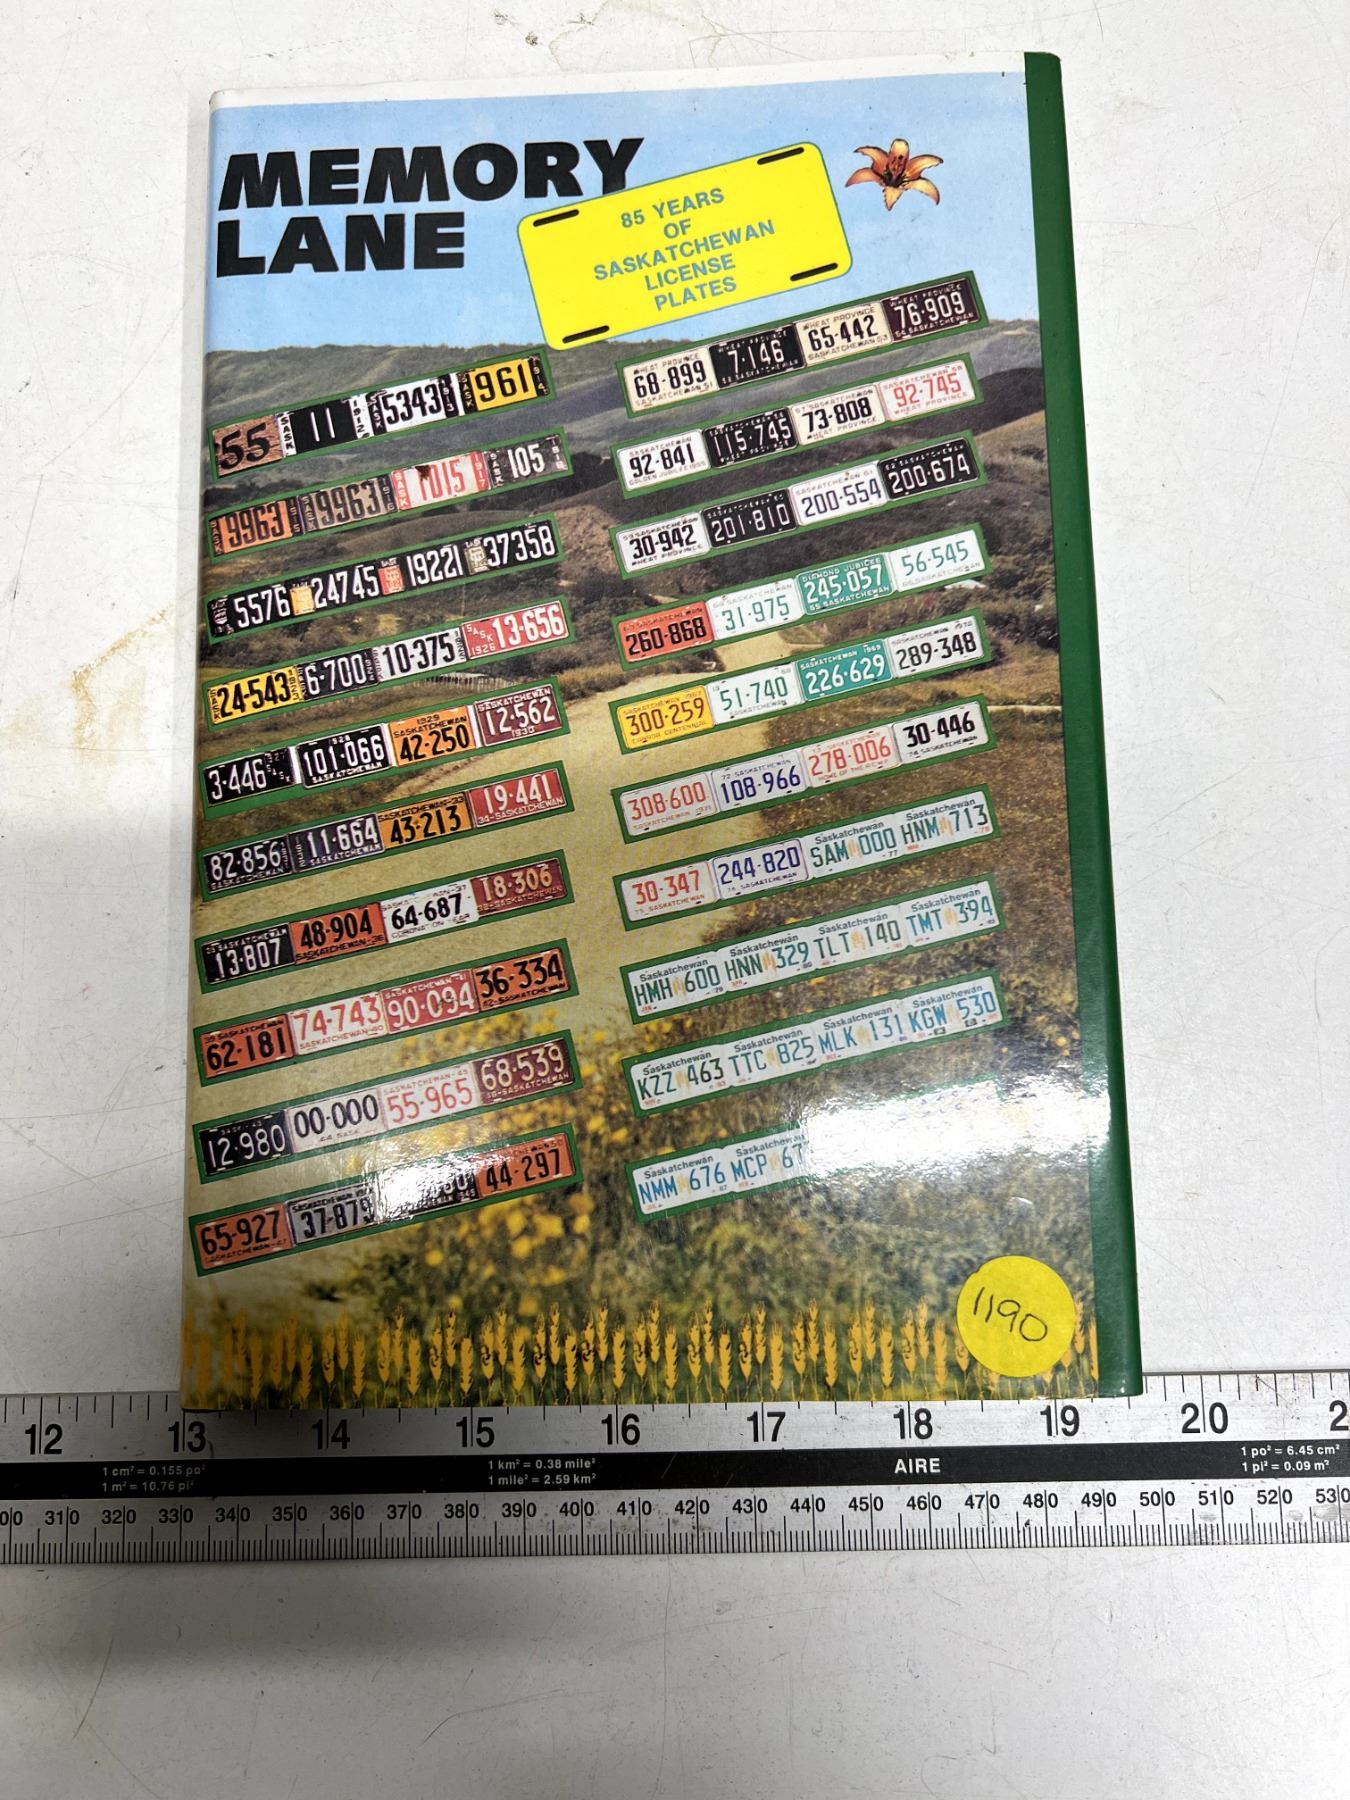 MEMORY
LANE
85 YEARS
OF
SASKATCHEWAN
LICENSE
PLATES
55 11 5343 961
9963 9963 1015 105
5576 24745 19221 37358
24-543 6-700 10-375 13-656
3-446 101-066 42-250 12-562
82-856 11-664 43-213 19-441
13-807 48-904 64-687 18-306
62-181 74-743 90-094 36-334
12-980 00-000 55-965 68-539
65-927 37-879 44-297
68-899 7-146 65-442 76-909
92-841 115-745 73-808 92-745
30-942 201-810 200-554 200-674
260-868 31-975 245-057 56-545
300-259 51-740 226-629 289-348
308-600 108-966 278-006 30-446
30-347 244-820 SAM 000 HNM 713
HMH 600 HNN 329 TLT 140 TMT 394
KZZ 463 TTC 825 MLK 131 KGW 530
NMM 676 MCP
1190
12 13 14 15 16 17 18 19 20 2
1 cm² = 0.155 po² 1 km² = 0.38 mile² AIRE 1 po² = 6.45 cm²
1 m² = 10.76 pi² 1 mile² = 2.59 km² 1 pi² = 0.09 m²
00 310 320 330 340 350 360 370 380 390 400 410 420 430 440 450 460 470 480 490 500 510 520 530